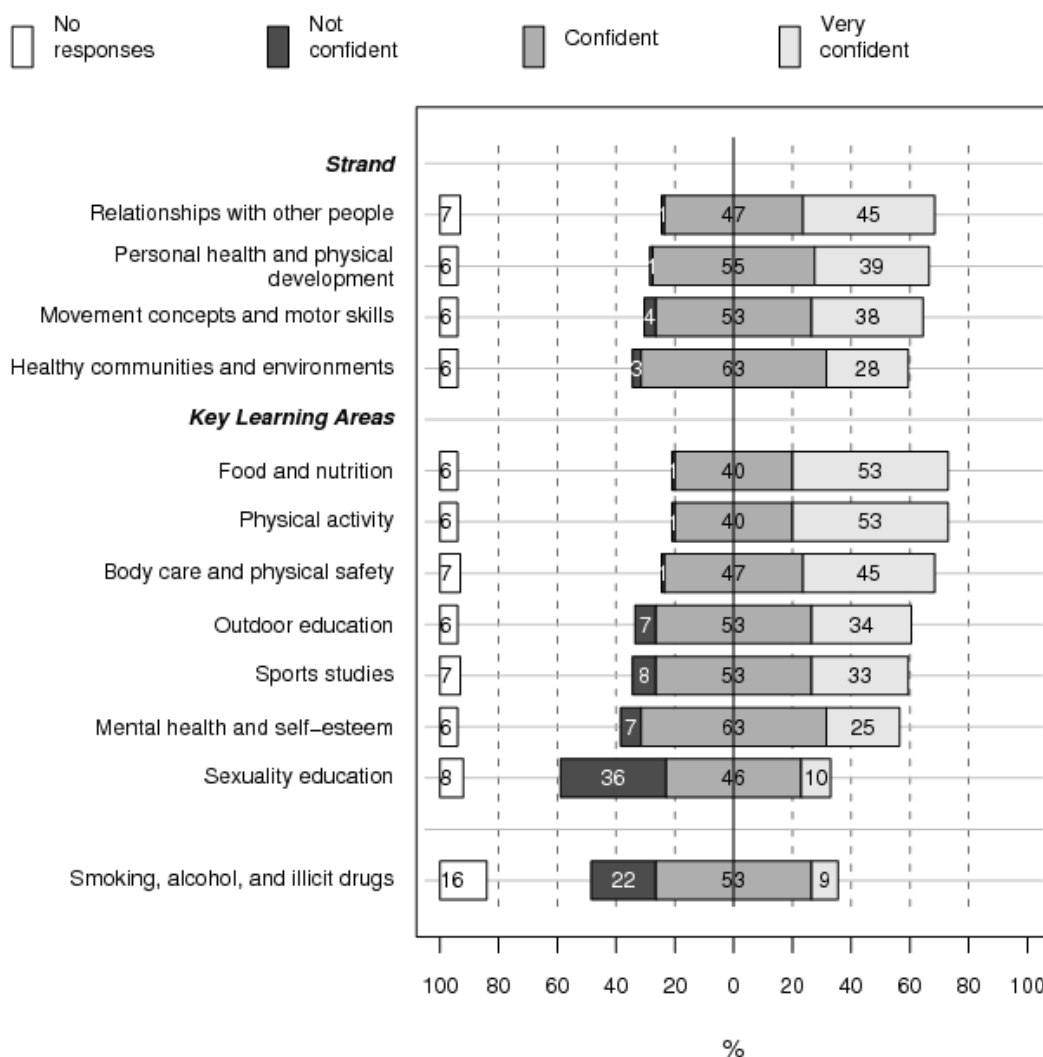 No responses
Not confident
Confident
Very confident
Strand
Relationships with other people 7 1 47 45
Personal health and physical
development 6 1 55 39
Movement concepts and motor skills 6 4 53 38
Healthy communities and environments 6 3 63 28
Key Learning Areas
Food and nutrition 6 1 40 53
Physical activity 6 1 40 53
Body care and physical safety 7 1 47 45
Outdoor education 6 7 53 34
Sports studies 7 8 53 33
Mental health and self−esteem 6 7 63 25
Sexuality education 8 36 46 10
Smoking, alcohol, and illicit drugs 16 22 53 9
100 80 60 40 20 0 20 40 60 80 100
%